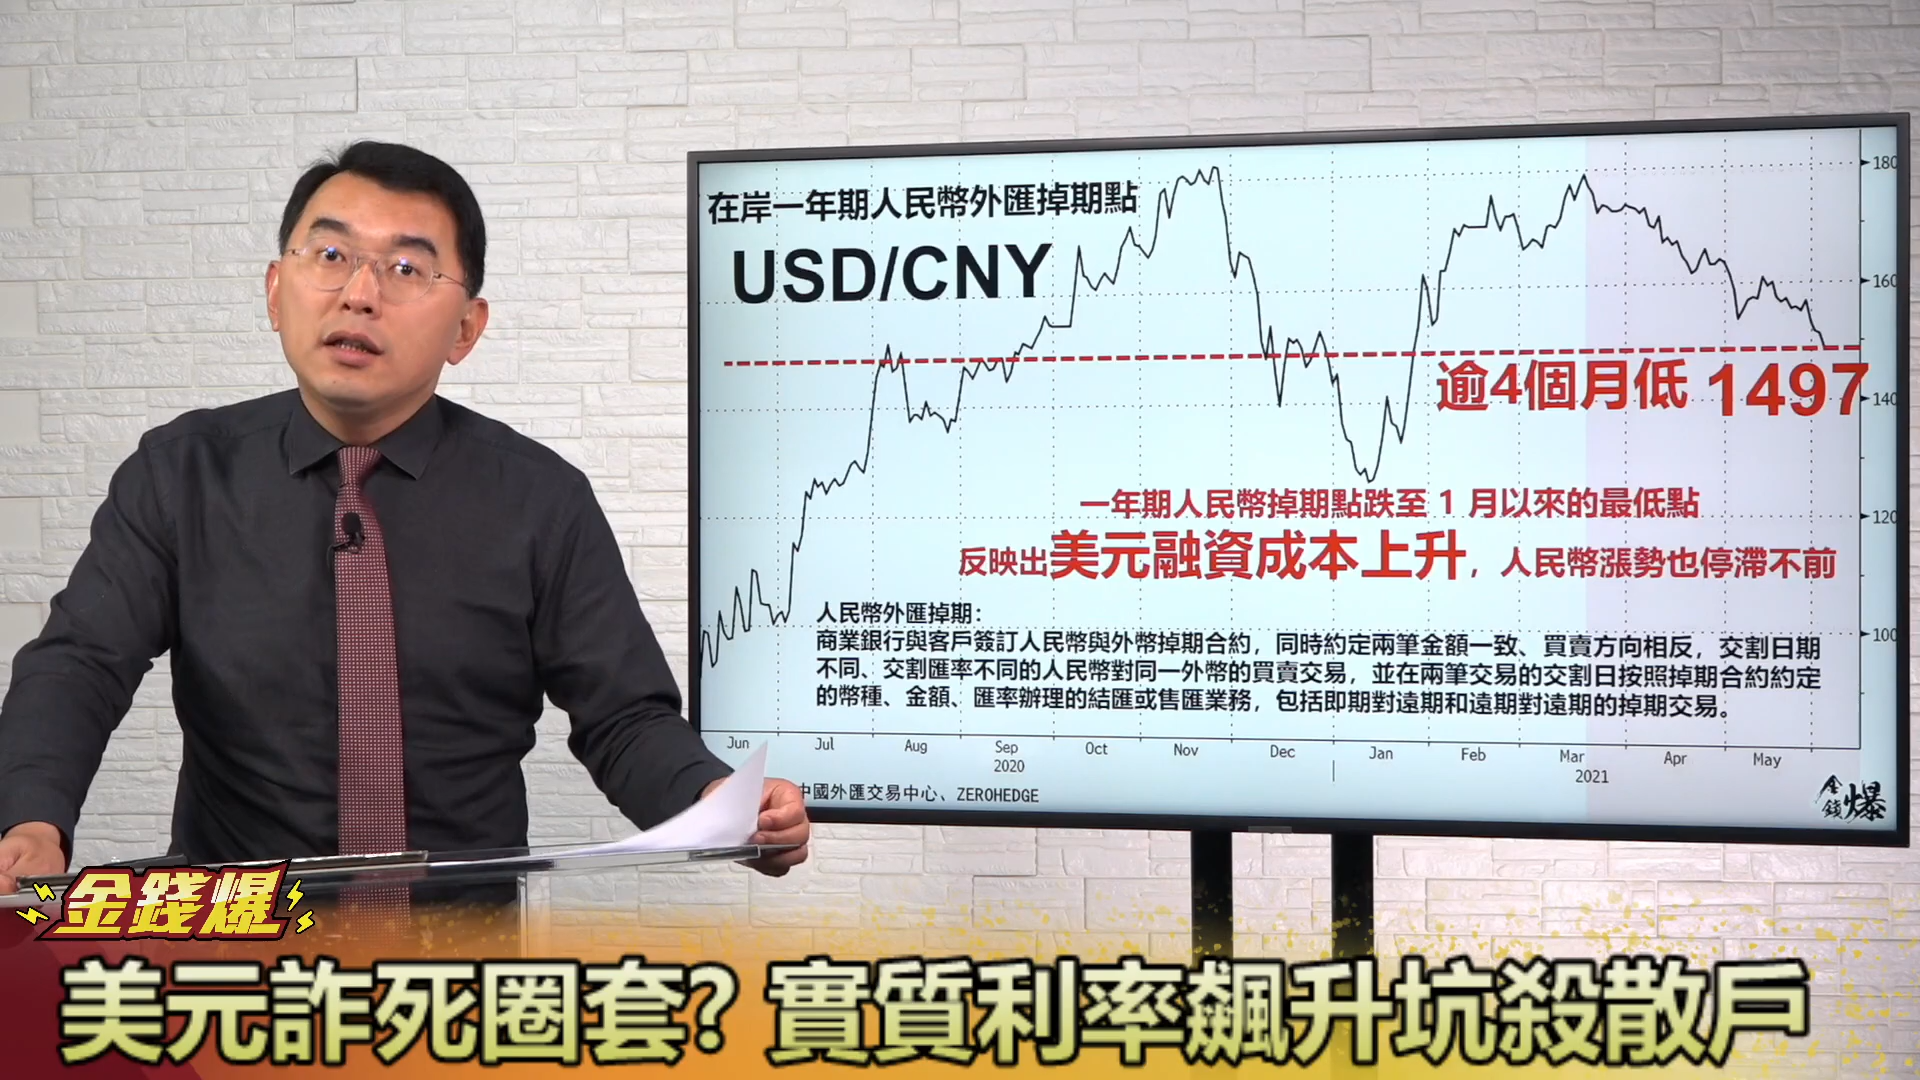 在岸一年期人民幣外匯掉期點
USD/CNY
180
160
逾4個月低 1497
140
一年期人民幣掉期點跌至 1 月以來的最低點
反映出美元融資成本上升，人民幣漲勢也停滯不前
120
人民幣外匯掉期：
商業銀行與客戶簽訂人民幣與外幣掉期合約，同時約定兩筆金額一致、買賣方向相反，交割日期
不同、交割匯率不同的人民幣對同一外幣的買賣交易，並在兩筆交易的交割日按照掉期合約約定
的幣種、金額、匯率辦理的結匯或售匯業務，包括即期對遠期和遠期對遠期的掉期交易。
100
Jun Jul Aug Sep Oct Nov Dec Jan Feb Mar Apr May
2020 2021
中國外匯交易中心、ZEROHEDGE
金錢爆
金錢爆
美元詐死圈套? 實質利率飆升坑殺散戶